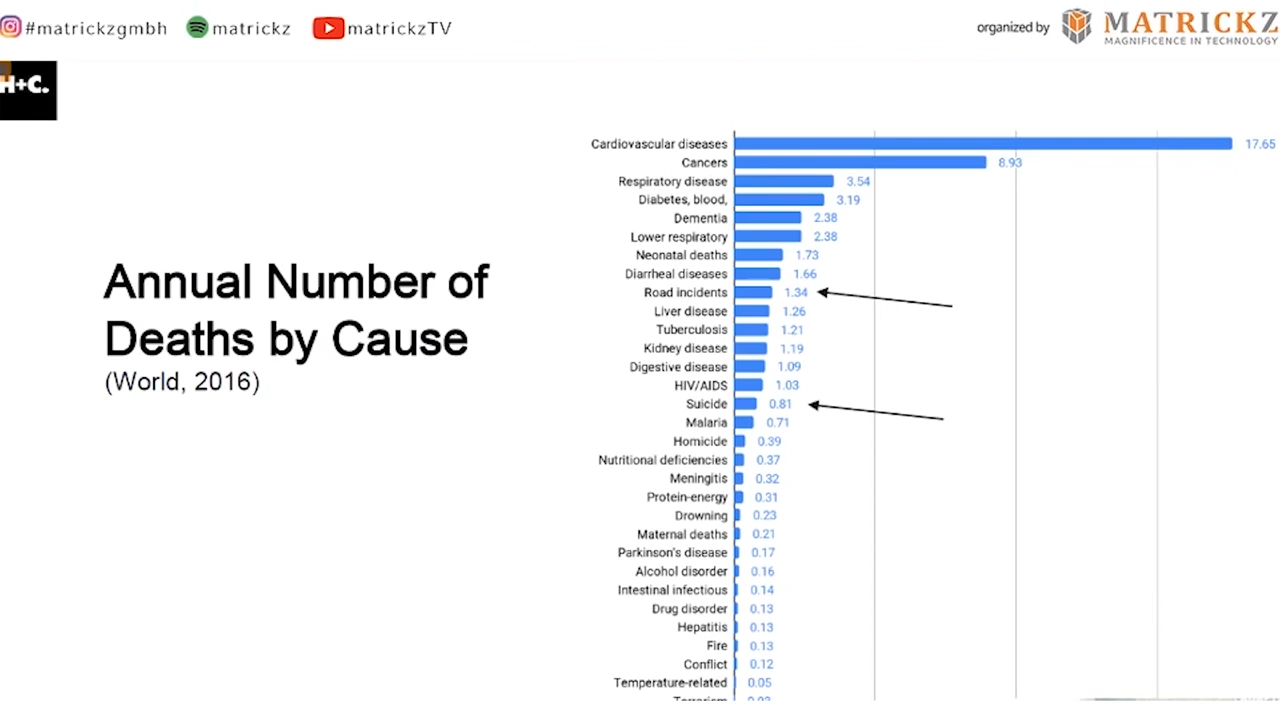 #matrickzgmbh matrickz matrickzTV
organized by MATRICKZ
MAGNIFICENCE IN TECHNOLOGY
H+C.
Annual Number of
Deaths by Cause
(World, 2016)
Cardiovascular diseases 17.65
Cancers 8.93
Respiratory disease 3.54
Diabetes, blood, 3.19
Dementia 2.38
Lower respiratory 2.38
Neonatal deaths 1.73
Diarrheal diseases 1.66
Road incidents 1.34
Liver disease 1.26
Tuberculosis 1.21
Kidney disease 1.19
Digestive disease 1.09
HIV/AIDS 1.03
Suicide 0.81
Malaria 0.71
Homicide 0.39
Nutritional deficiencies 0.37
Meningitis 0.32
Protein-energy 0.31
Drowning 0.23
Maternal deaths 0.21
Parkinson's disease 0.17
Alcohol disorder 0.16
Intestinal infectious 0.14
Drug disorder 0.13
Hepatitis 0.13
Fire 0.13
Conflict 0.12
Temperature-related 0.05